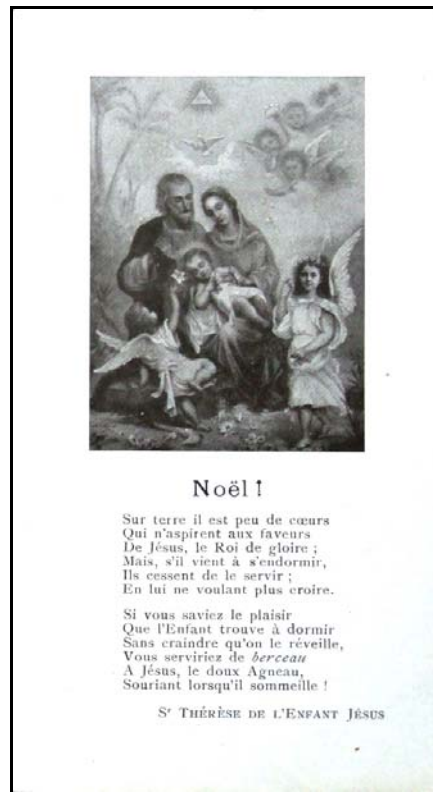 Noël !
Sur terre il est peu de cœurs
Qui n'aspirent aux faveurs
De Jésus, le Roi de gloire ;
Mais, s'il vient à s'endormir,
Ils cessent de le servir ;
En lui ne voulant plus croire.
Si vous saviez le plaisir
Que l'Enfant trouve à dormir
Sans craindre qu'on le réveille,
Vous serviriez de berceau
A Jésus, le doux Agneau,
Souriant lorsqu'il sommeille !
Sr THÉRÈSE DE L'ENFANT JÉSUS